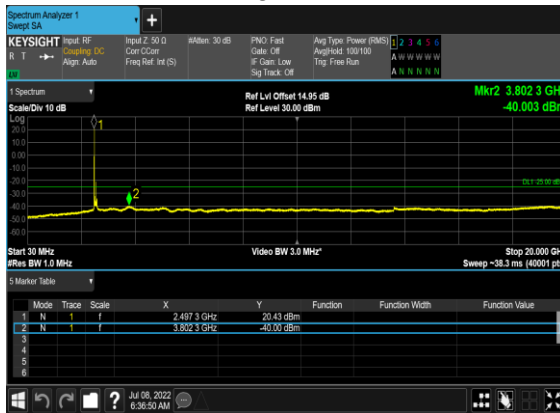 Spectrum Analyzer 1
Swept SA
KEYSIGHT Input: RF Input Z: 50 Ω #Atten: 30 dB PNO: Fast Avg Type: Power (RMS) 1 2 3 4 5 6
R T Coupling: DC Corr CCorr Gate: Off Avg|Hold: 100/100 A W W W W W
Align: Auto Freq Ref: Int (S) IF Gain: Low Trig: Free Run
Sig Track: Off A N N N N N
1 Spectrum Ref Lvl Offset 14.95 dB Mkr2 3.802 3 GH
Scale/Div 10 dB Ref Level 30.00 dBm -40.003 dB
Log
20.0
10.0
0.00
-10.0
-20.0
-30.0
-40.0
-50.0
-60.0
1
2
DL1 -25.00 dB
Start 30 MHz Video BW 3.0 MHz* Stop 20.000 GH
#Res BW 1.0 MHz Sweep ~38.3 ms (40001 pt
5 Marker Table
Mode Trace Scale X Y Function Function Width Function Value
1 N 1 f 2.497 3 GHz 20.43 dBm
2 N 1 f 3.802 3 GHz -40.00 dBm
3
4
5
6
? Jul 08, 2022
6:36:50 AM